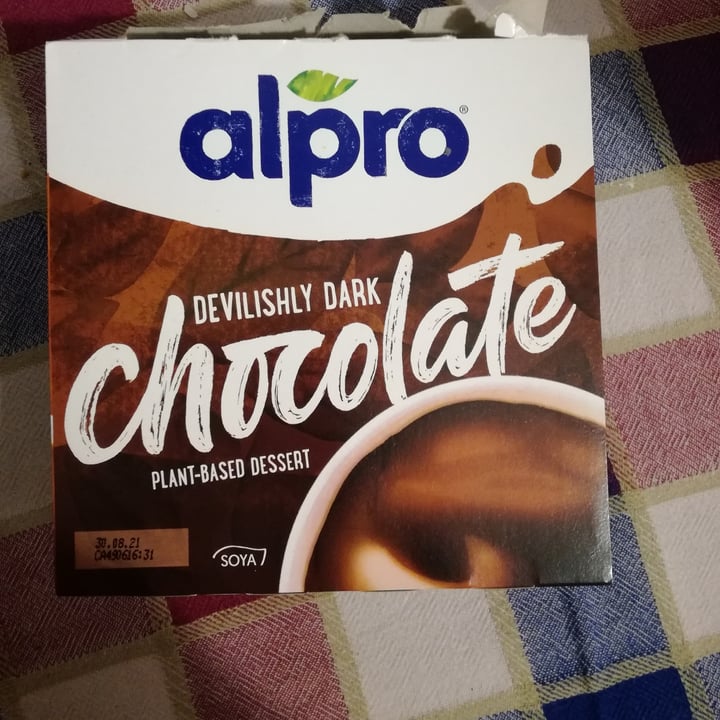 alpro®
DEVILISHLY DARK
chocolate
PLANT-BASED DESSERT
30.08.21
SOYA